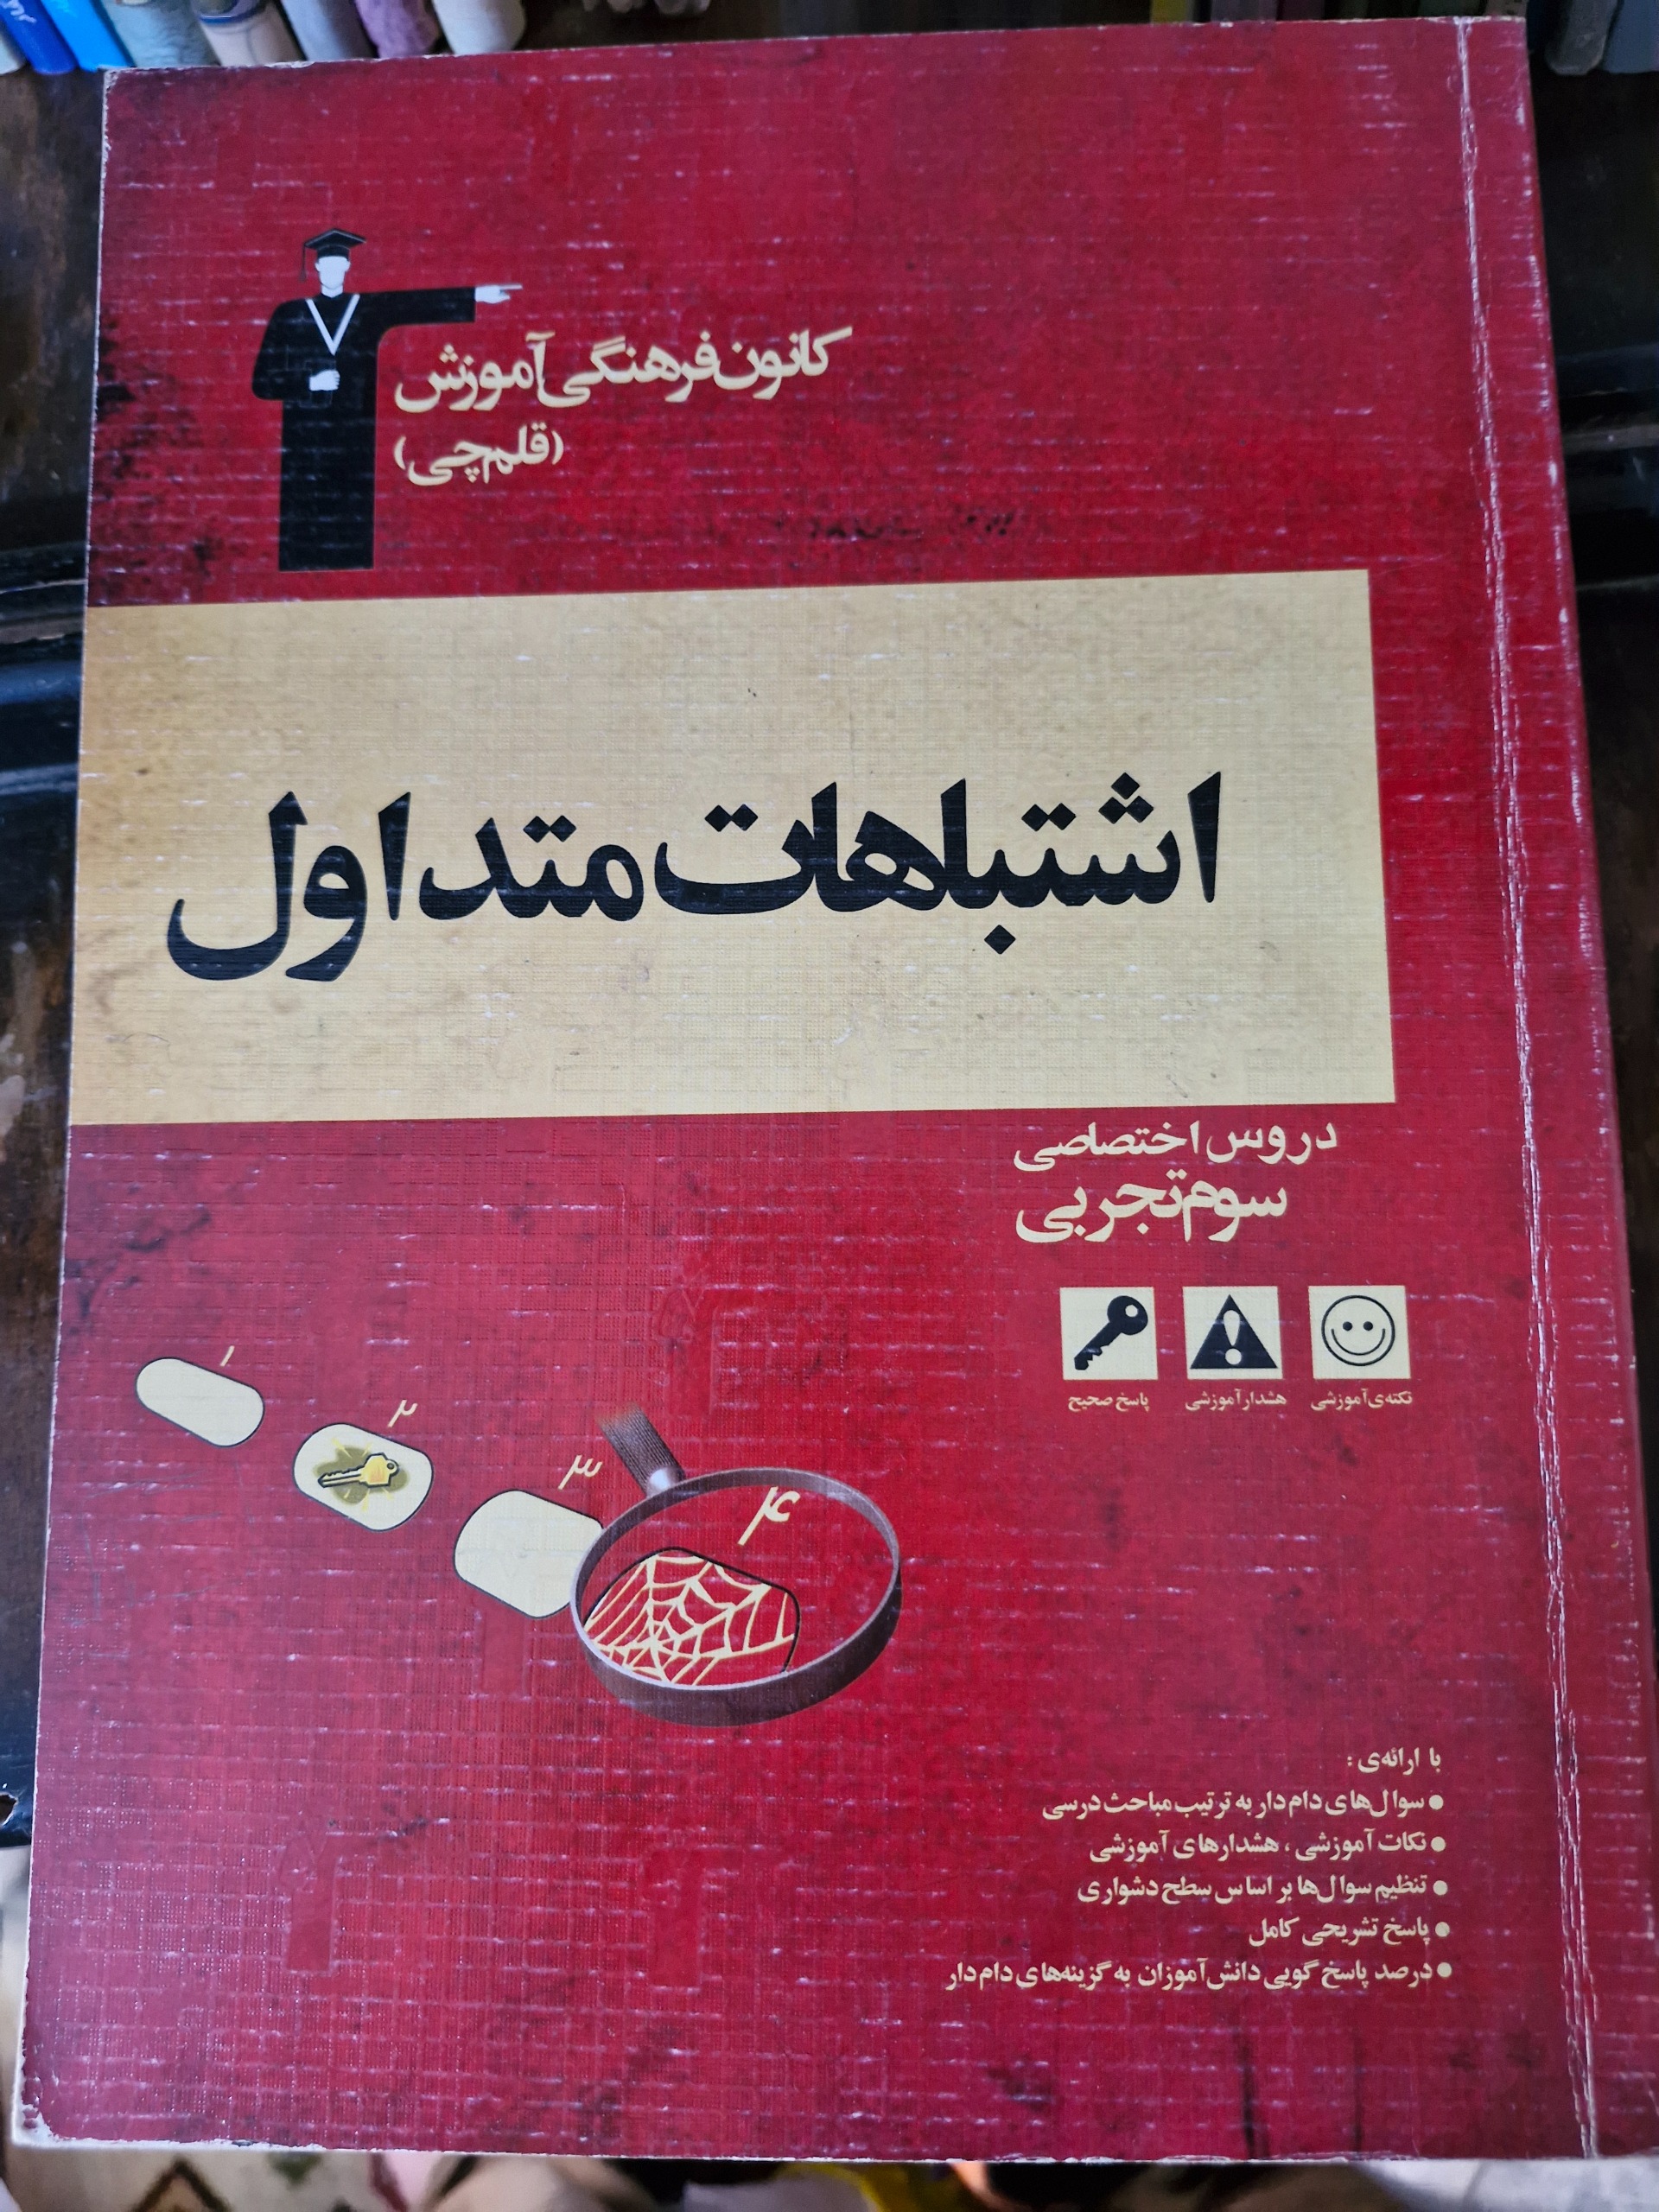 کانون فرهنگی آموزش
(قلم‌چی)
اشتباهات متداول
دروس اختصاصی
سوم تجربی
نکته‌ی آموزشی
هشدار آموزشی
پاسخ صحیح
۱
۲
۳
۴
با ارائه‌ی :
• سوال‌های دام‌دار به ترتیب مباحث درسی
• نکات آموزشی ، هشدارهای آموزشی
• تنظیم سوال‌ها بر اساس سطح دشواری
• پاسخ تشریحی کامل
• درصد پاسخ گویی دانش‌آموزان به گزینه‌های دام‌دار